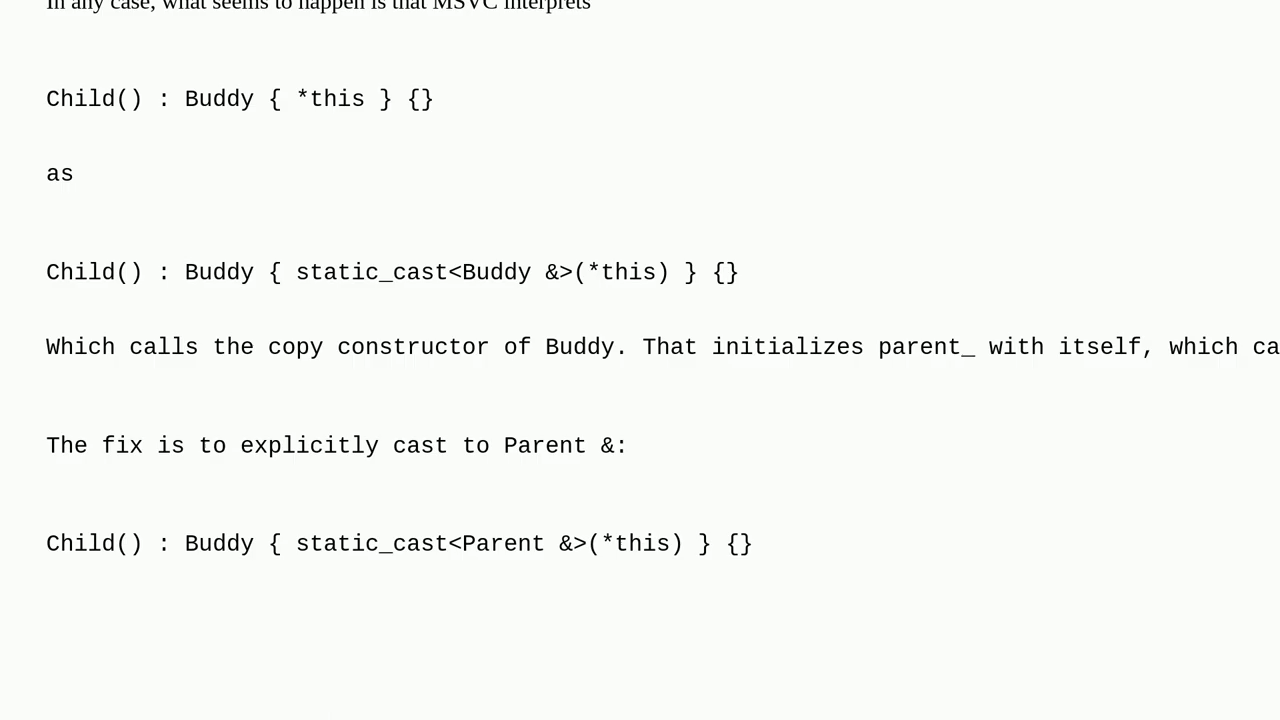 In any case, what seems to happen is that MSVC interprets
Child() : Buddy { *this } {}
as
Child() : Buddy { static_cast<Buddy &>(*this) } {}
Which calls the copy constructor of Buddy. That initializes parent_ with itself, which ca
The fix is to explicitly cast to Parent &:
Child() : Buddy { static_cast<Parent &>(*this) } {}